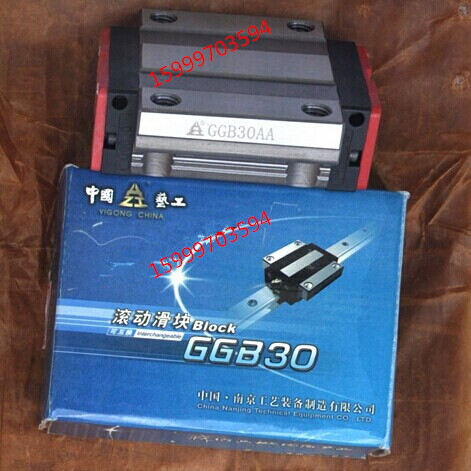 15999703594
GGB30AA
中國 藝工
YIGONG CHINA
15999703594
滚动滑块 Block
可互换 Interchangeable
GGB30
中国·南京工艺装备制造有限公司
China Nanjing Technical Equipment CO., LTD.